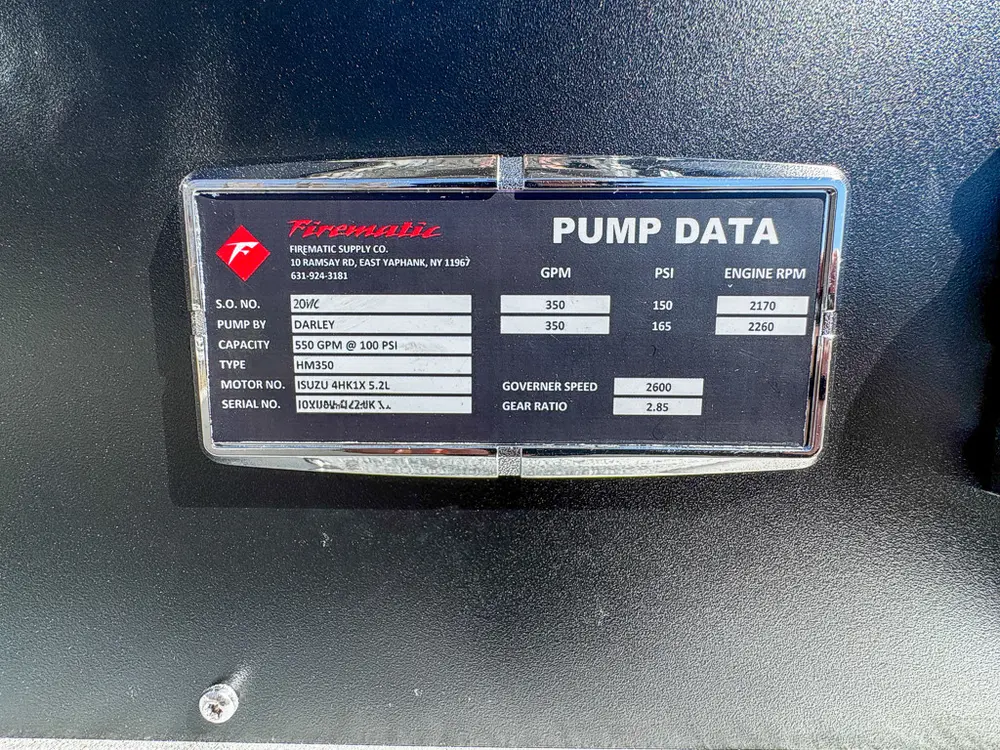 Firematic
FIREMATIC SUPPLY CO.
10 RAMSAY RD, EAST YAPHANK, NY 11967
631-924-3181
PUMP DATA
GPM PSI ENGINE RPM
350 150 2170
350 165 2260
S.O. NO.
PUMP BY DARLEY
CAPACITY 550 GPM @ 100 PSI
TYPE HM350
MOTOR NO. ISUZU 4HK1X 5.2L
SERIAL NO.
GOVERNER SPEED 2600
GEAR RATIO 2.85